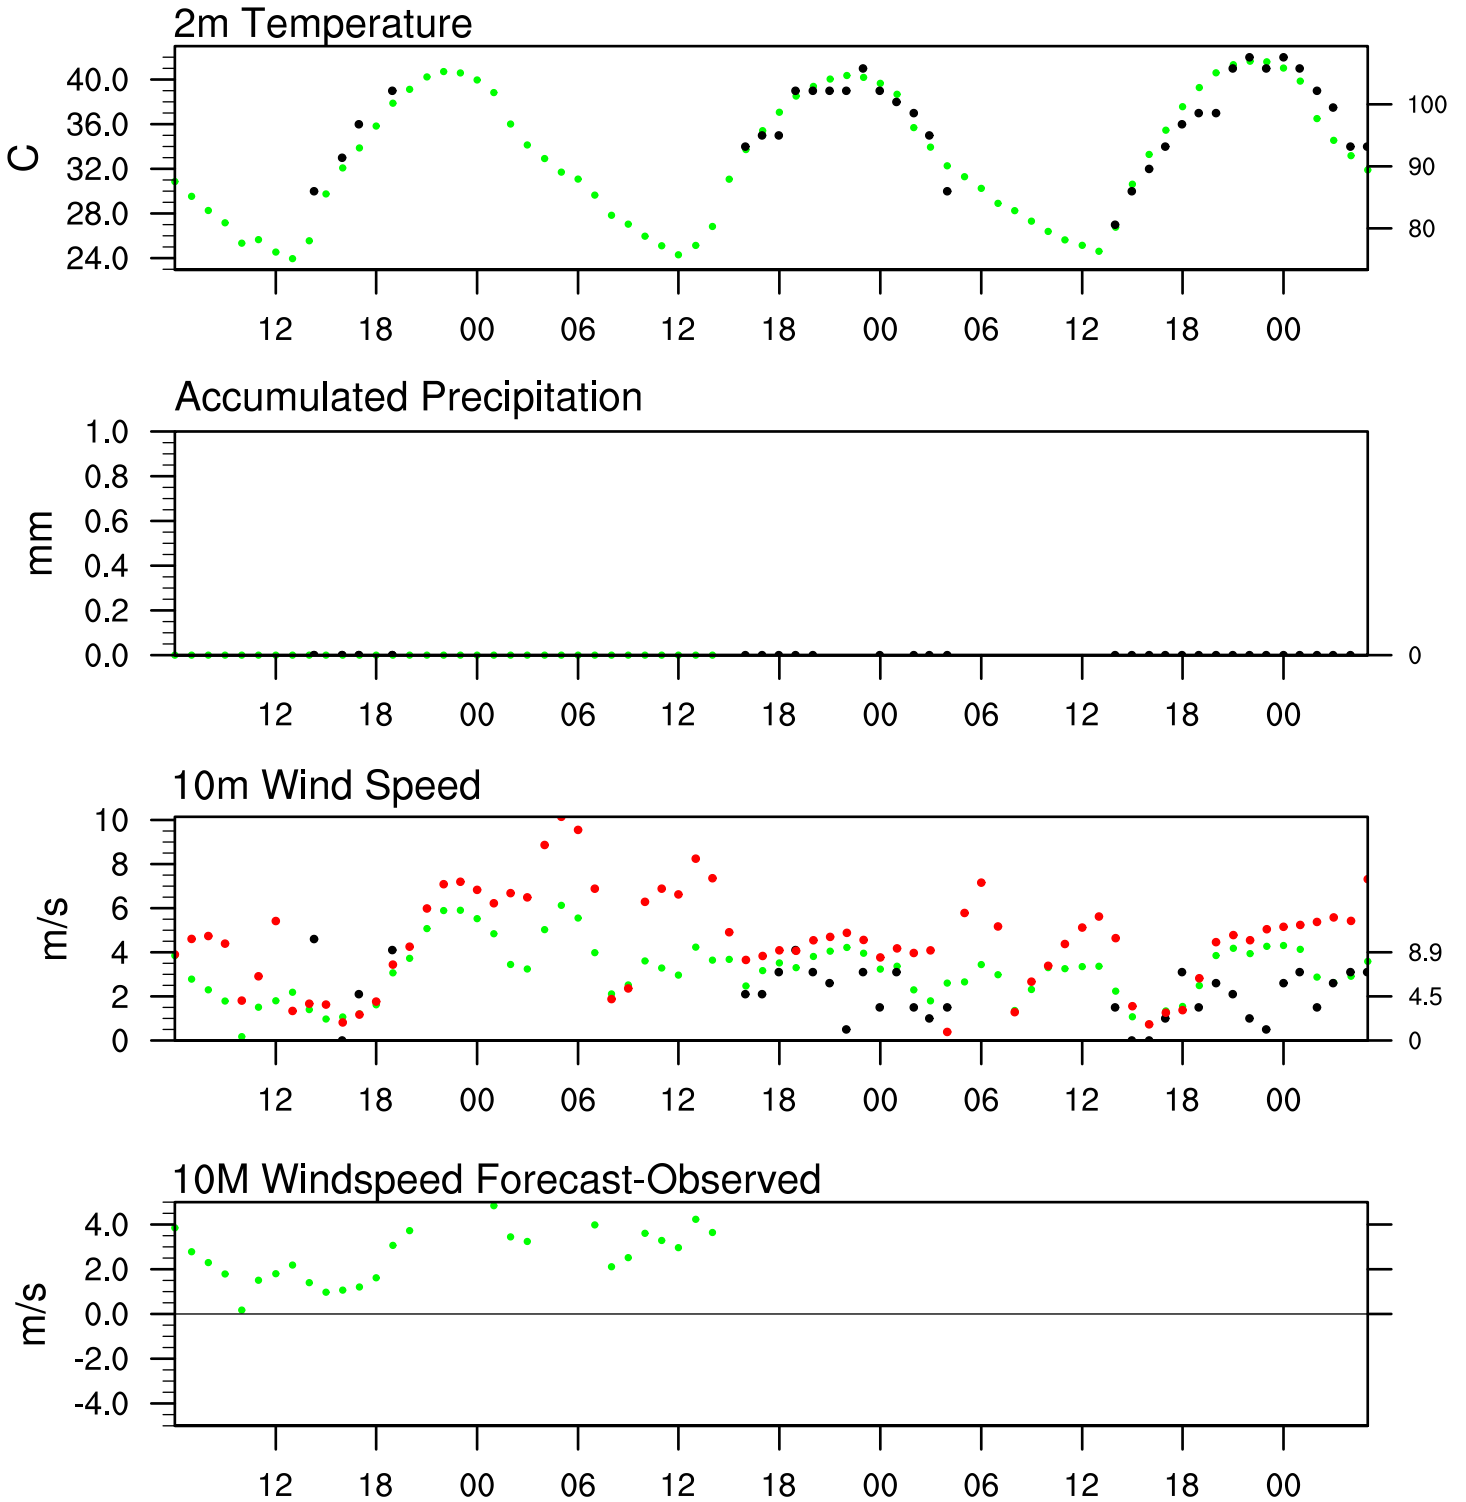 2m Temperature
40.0
36.0
32.0
28.0
24.0
C
100
90
80
12 18 00 06 12 18 00 06 12 18 00
Accumulated Precipitation
1.0
0.8
0.6
0.4
0.2
0.0
mm
0
12 18 00 06 12 18 00 06 12 18 00
10m Wind Speed
10
8
6
4
2
0
m/s
8.9
4.5
0
12 18 00 06 12 18 00 06 12 18 00
10M Windspeed Forecast-Observed
4.0
2.0
0.0
-2.0
-4.0
m/s
12 18 00 06 12 18 00 06 12 18 00